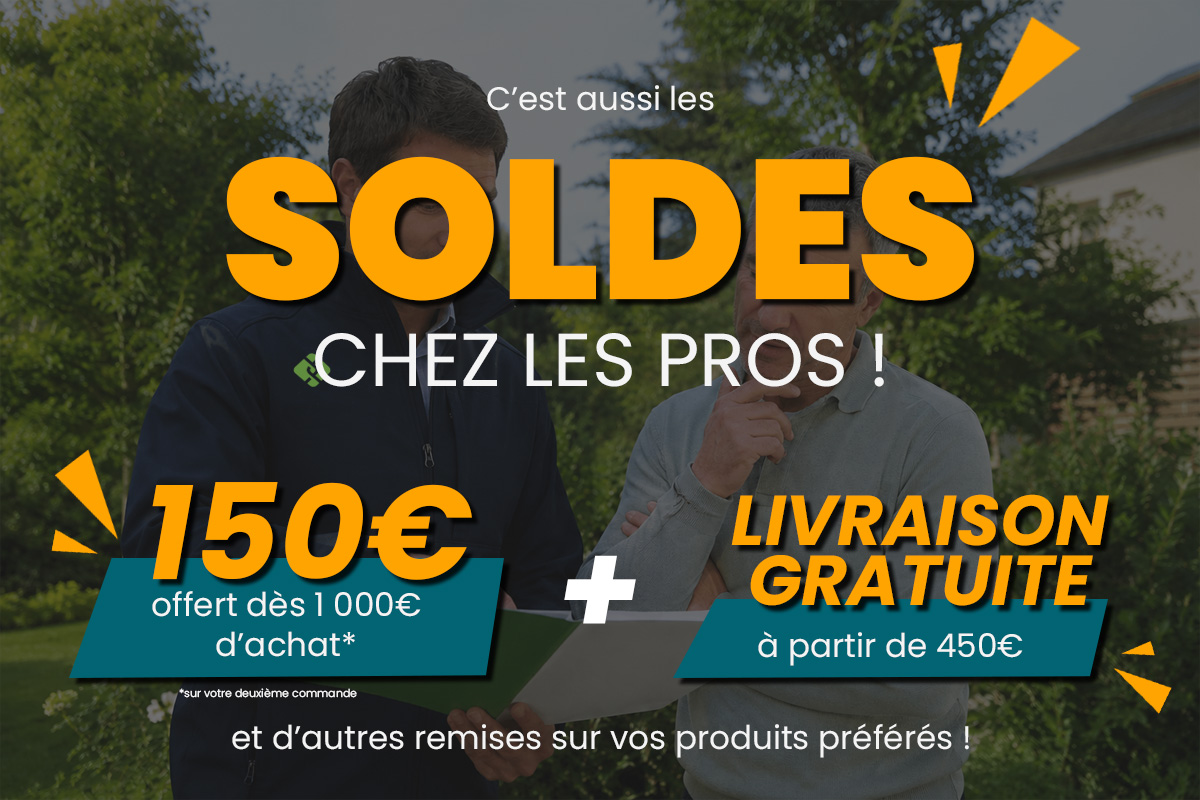 C’est aussi les
SOLDES
CHEZ LES PROS !
150€
offert dès 1 000€
d’achat*
*sur votre deuxième commande
+
LIVRAISON
GRATUITE
à partir de 450€
et d’autres remises sur vos produits préférés !